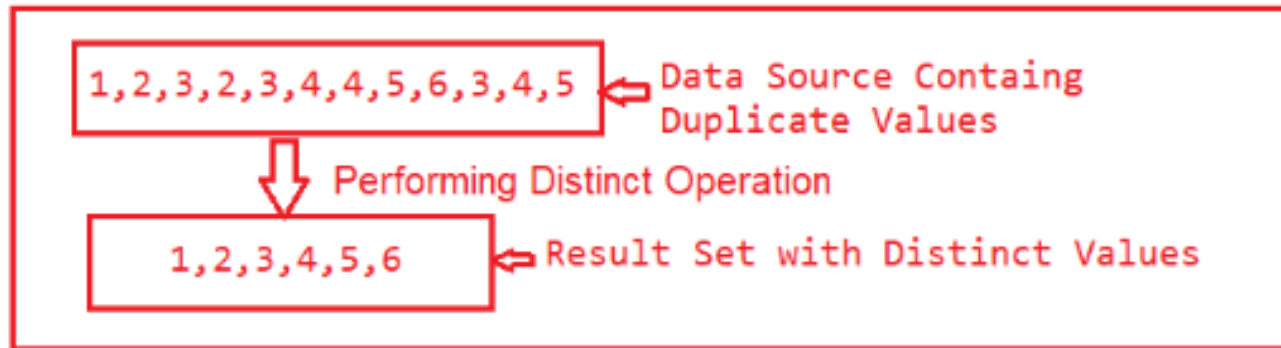 1,2,3,2,3,4,4,5,6,3,4,5
Data Source Containg
Duplicate Values
Performing Distinct Operation
1,2,3,4,5,6
Result Set with Distinct Values